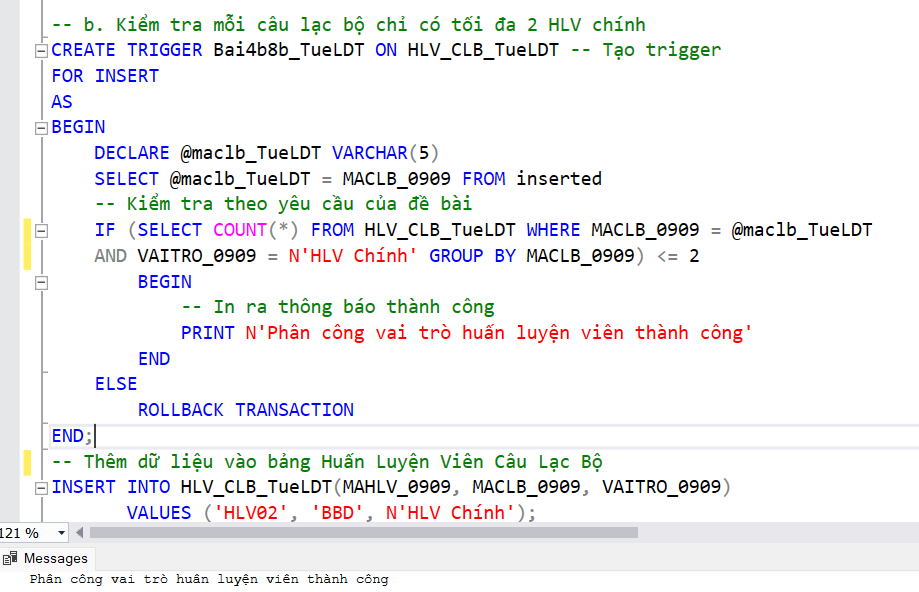 -- b. Kiểm tra mỗi câu lạc bộ chỉ có tối đa 2 HLV chính
CREATE TRIGGER Bai4b8b_TueLDT ON HLV_CLB_TueLDT -- Tạo trigger
FOR INSERT
AS
BEGIN
DECLARE @maclb_TueLDT VARCHAR(5)
SELECT @maclb_TueLDT = MACLB_0909 FROM inserted
-- Kiểm tra theo yêu cầu của đề bài
IF (SELECT COUNT(*) FROM HLV_CLB_TueLDT WHERE MACLB_0909 = @maclb_TueLDT
AND VAITRO_0909 = N'HLV Chính' GROUP BY MACLB_0909) <= 2
BEGIN
-- In ra thông báo thành công
PRINT N'Phân công vai trò huấn luyện viên thành công'
END
ELSE
ROLLBACK TRANSACTION
END;
-- Thêm dữ liệu vào bảng Huấn Luyện Viên Câu Lạc Bộ
INSERT INTO HLV_CLB_TueLDT(MAHLV_0909, MACLB_0909, VAITRO_0909)
VALUES ('HLV02', 'BBD', N'HLV Chính');
121 %
Messages
Phân công vai trò huấn luyện viên thành công